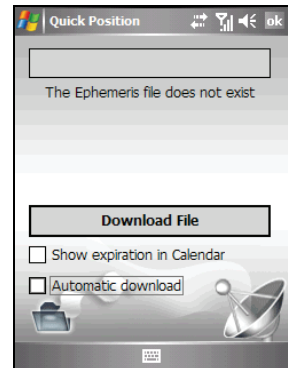 Quick Position
ok
The Ephemeris file does not exist
Download File
Show expiration in Calendar
Automatic download